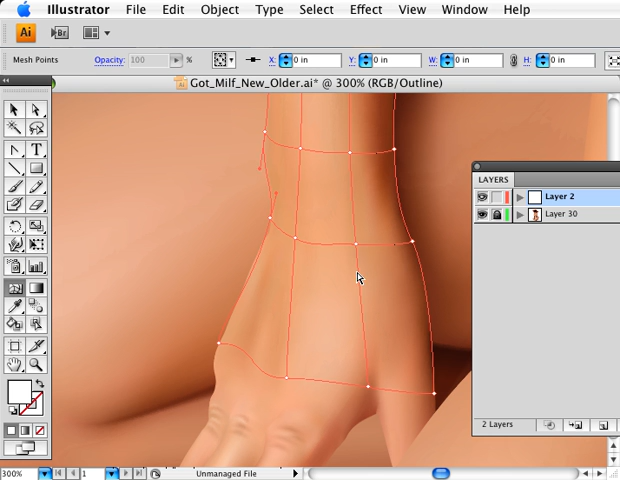 Illustrator File Edit Object Type Select Effect View Window Help
Ai Br
Mesh Points Opacity: 100 % X: 0 in Y: 0 in W: 0 in H: 0 in
Got_Milf_New_Older.ai* @ 300% (RGB/Outline)
LAYERS
Layer 2
Layer 30
2 Layers
300% 1 Unmanaged File